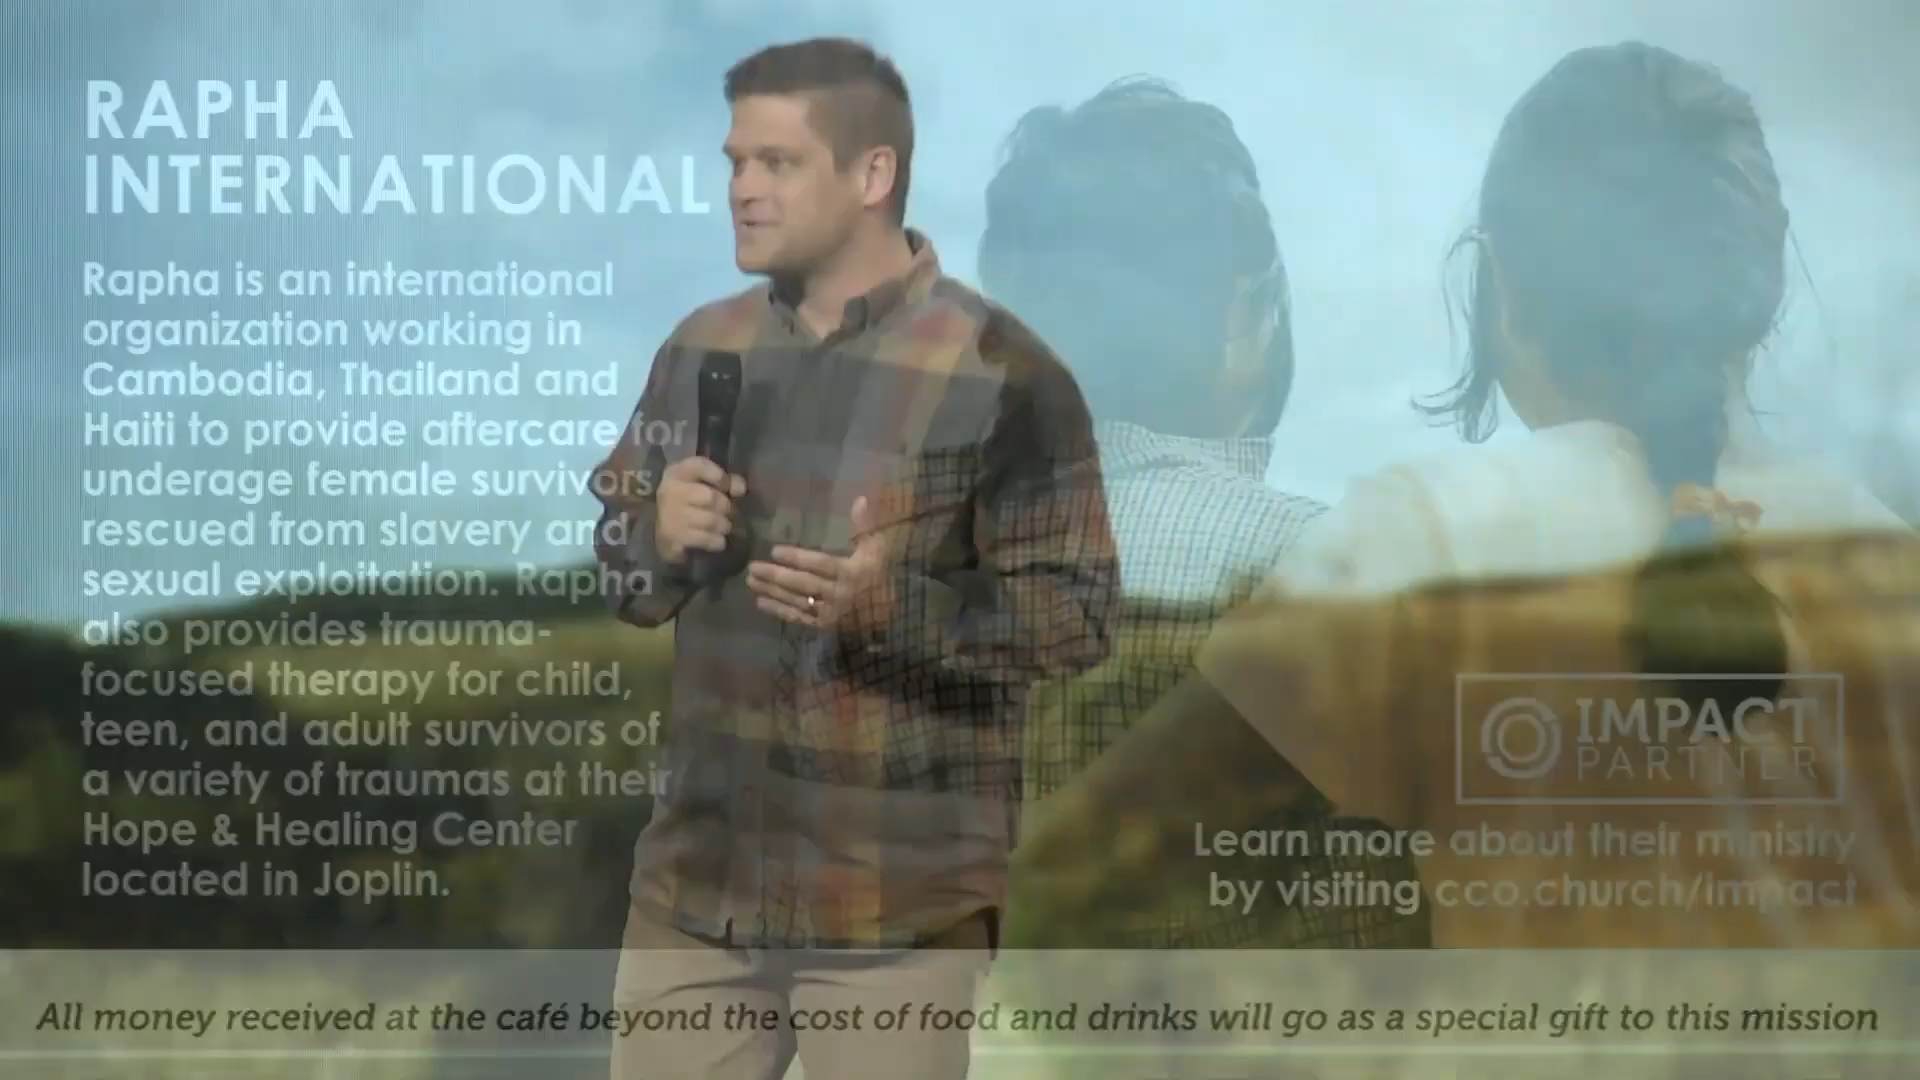 RAPHA
INTERNATIONAL
Rapha is an international
organization working in
Cambodia, Thailand and
Haiti to provide aftercare for
underage female survivors
rescued from slavery and
sexual exploitation. Rapha
also provides trauma-
focused therapy for child,
teen, and adult survivors of
a variety of traumas at their
Hope & Healing Center
located in Joplin.
IMPACT
PARTNER
Learn more about their ministry
by visiting cco.church/impact
All money received at the café beyond the cost of food and drinks will go as a special gift to this mission